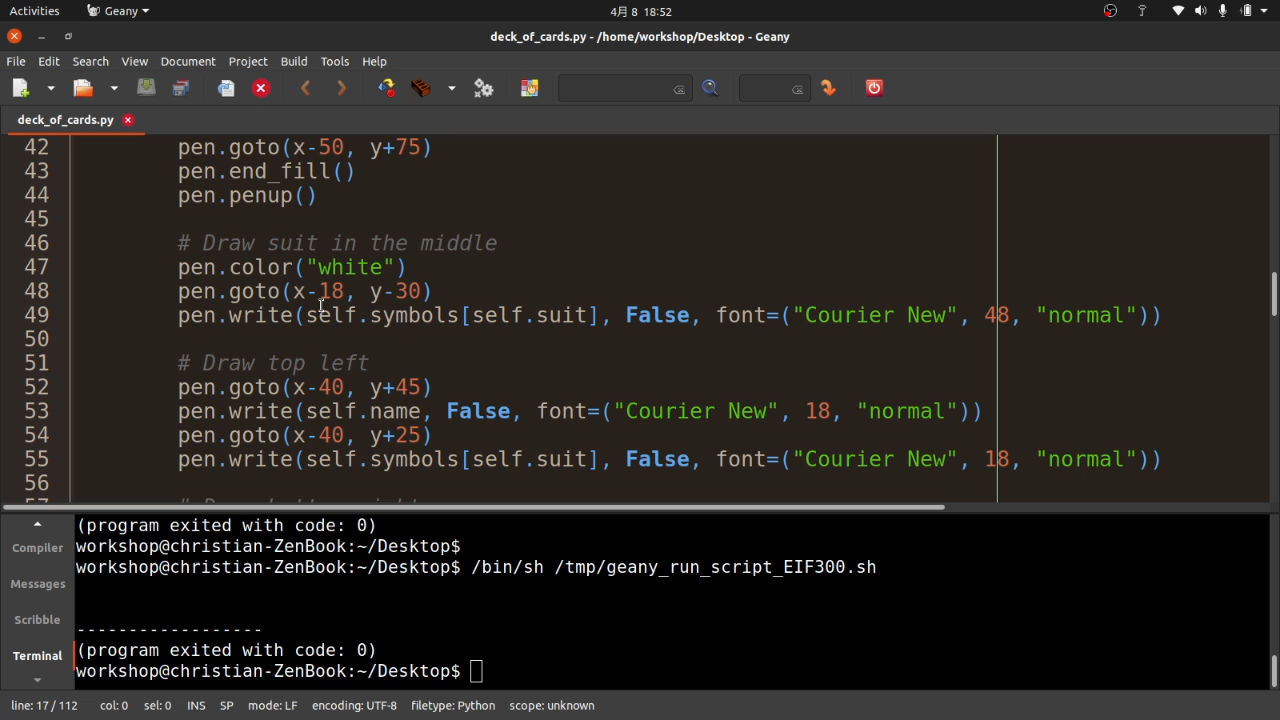 Activities Geany 4月 8 18:52
deck_of_cards.py - /home/workshop/Desktop - Geany
File Edit Search View Document Project Build Tools Help
deck_of_cards.py
42 pen.goto(x-50, y+75)
43 pen.end_fill()
44 pen.penup()
45
46 # Draw suit in the middle
47 pen.color("white")
48 pen.goto(x-18, y-30)
49 pen.write(self.symbols[self.suit], False, font=("Courier New", 48, "normal"))
50
51 # Draw top left
52 pen.goto(x-40, y+45)
53 pen.write(self.name, False, font=("Courier New", 18, "normal"))
54 pen.goto(x-40, y+25)
55 pen.write(self.symbols[self.suit], False, font=("Courier New", 18, "normal"))
56
Compiler
Messages
Scribble
Terminal
(program exited with code: 0)
workshop@christian-ZenBook:~/Desktop$
workshop@christian-ZenBook:~/Desktop$ /bin/sh /tmp/geany_run_script_EIF300.sh
------------------
(program exited with code: 0)
workshop@christian-ZenBook:~/Desktop$
line: 17 / 112 col: 0 sel: 0 INS SP mode: LF encoding: UTF-8 filetype: Python scope: unknown